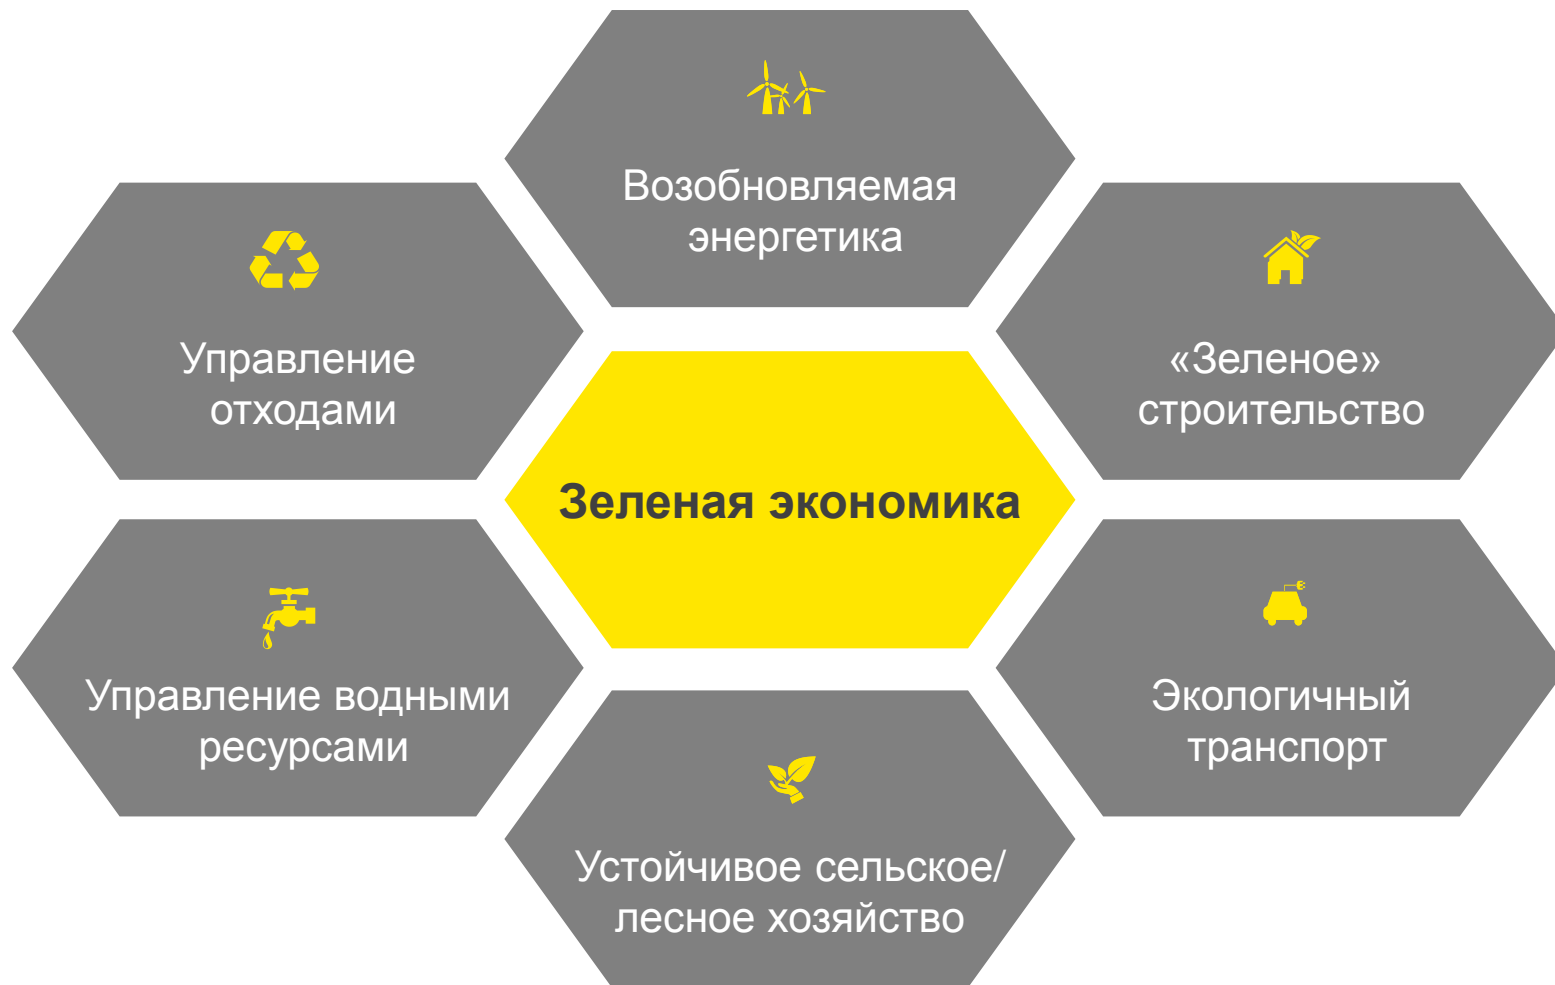 Возобновляемая
энергетика
Управление
отходами
«Зеленое»
строительство
Зеленая экономика
Управление водными
ресурсами
Экологичный
транспорт
Устойчивое сельское/
лесное хозяйство